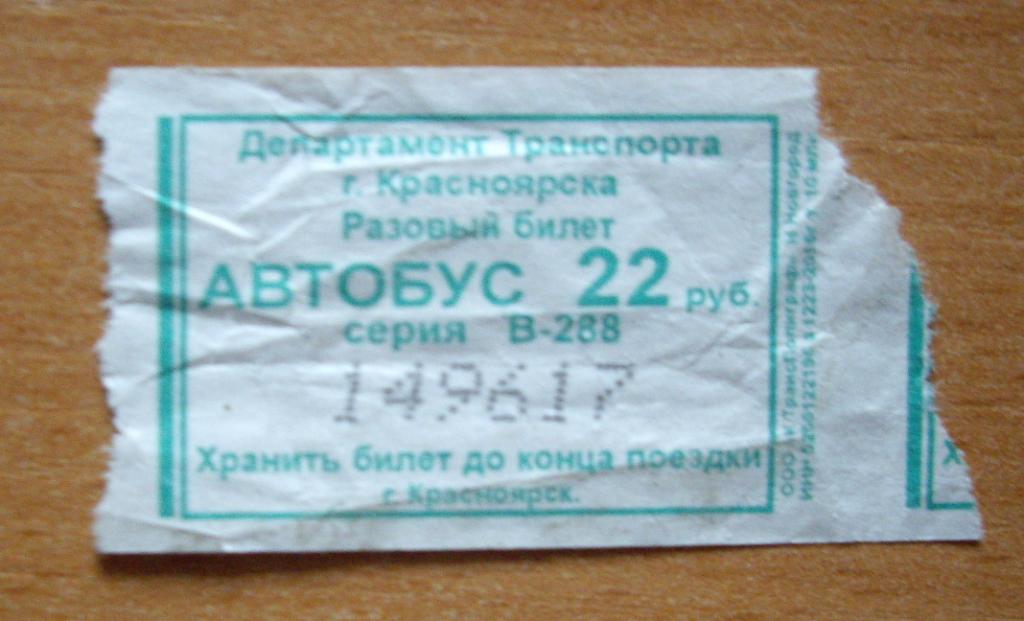 Департамент Транспорта
г. Красноярска
Разовый билет
АВТОБУС 22 руб.
серия В-288
149617
Хранить билет до конца поездки
г. Красноярск.
Х